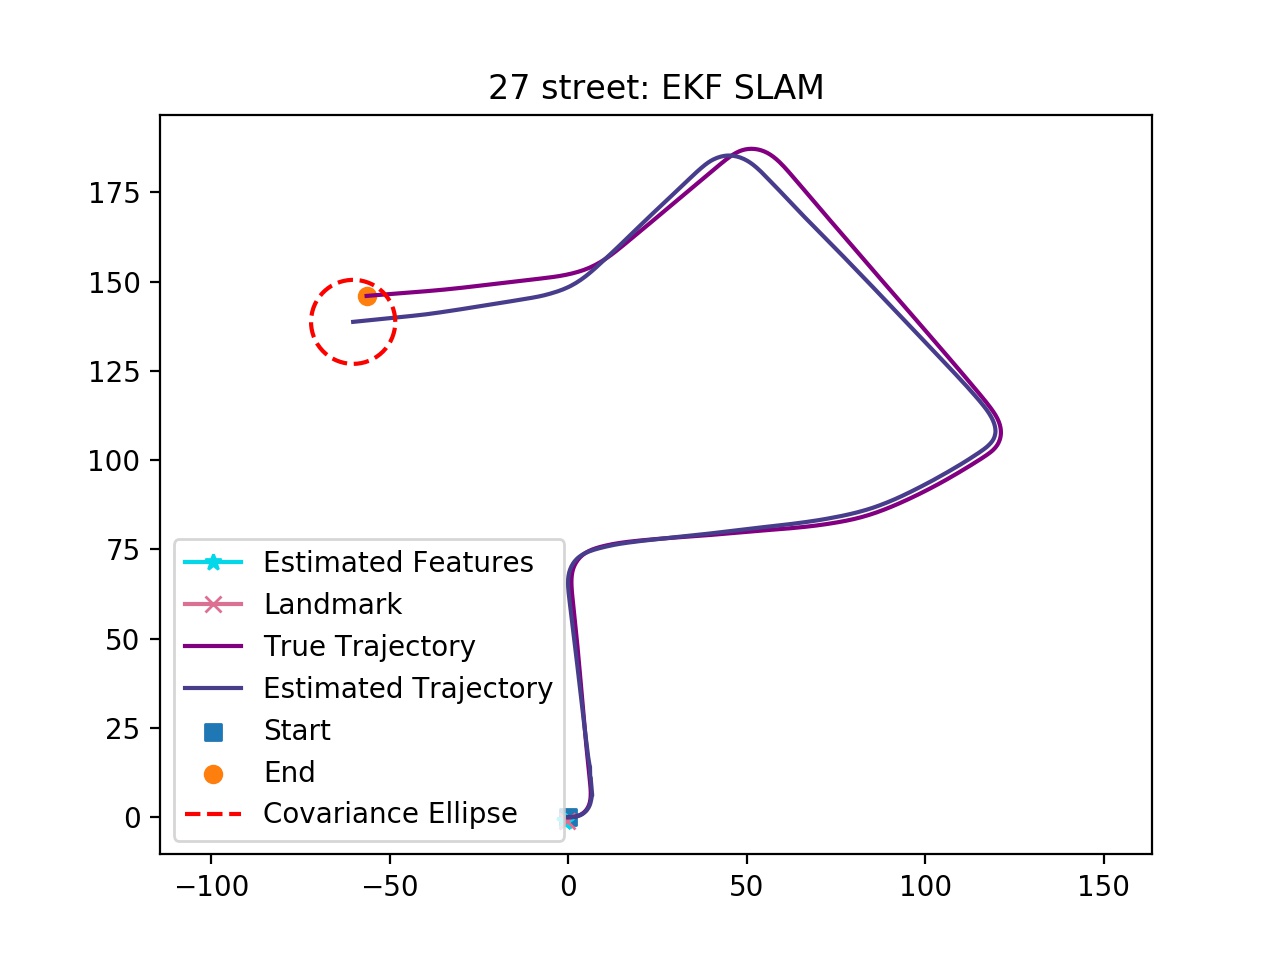 27 street: EKF SLAM
175
150
125
100
75
50
25
0
Estimated Features
Landmark
True Trajectory
Estimated Trajectory
Start
End
Covariance Ellipse
−100 −50 0 50 100 150